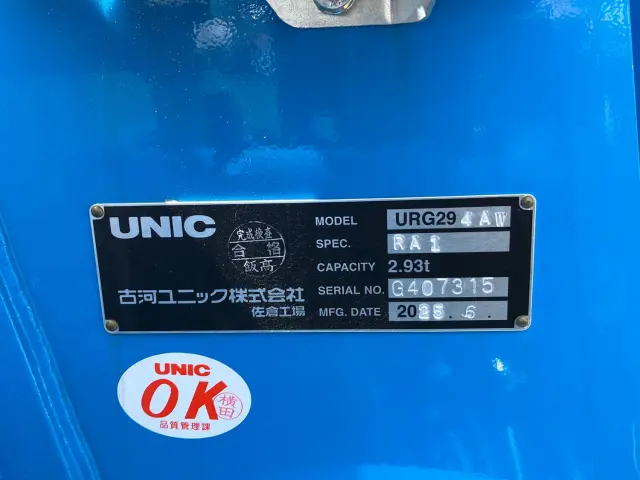 UNIC
完成検査
合格
飯高
古河ユニック株式会社
佐倉工場
MODEL URG294AW
SPEC. RA2
CAPACITY 2.93t
SERIAL NO. G407315
MFG. DATE 2025.6.
UNIC
OK
横田
品質管理課